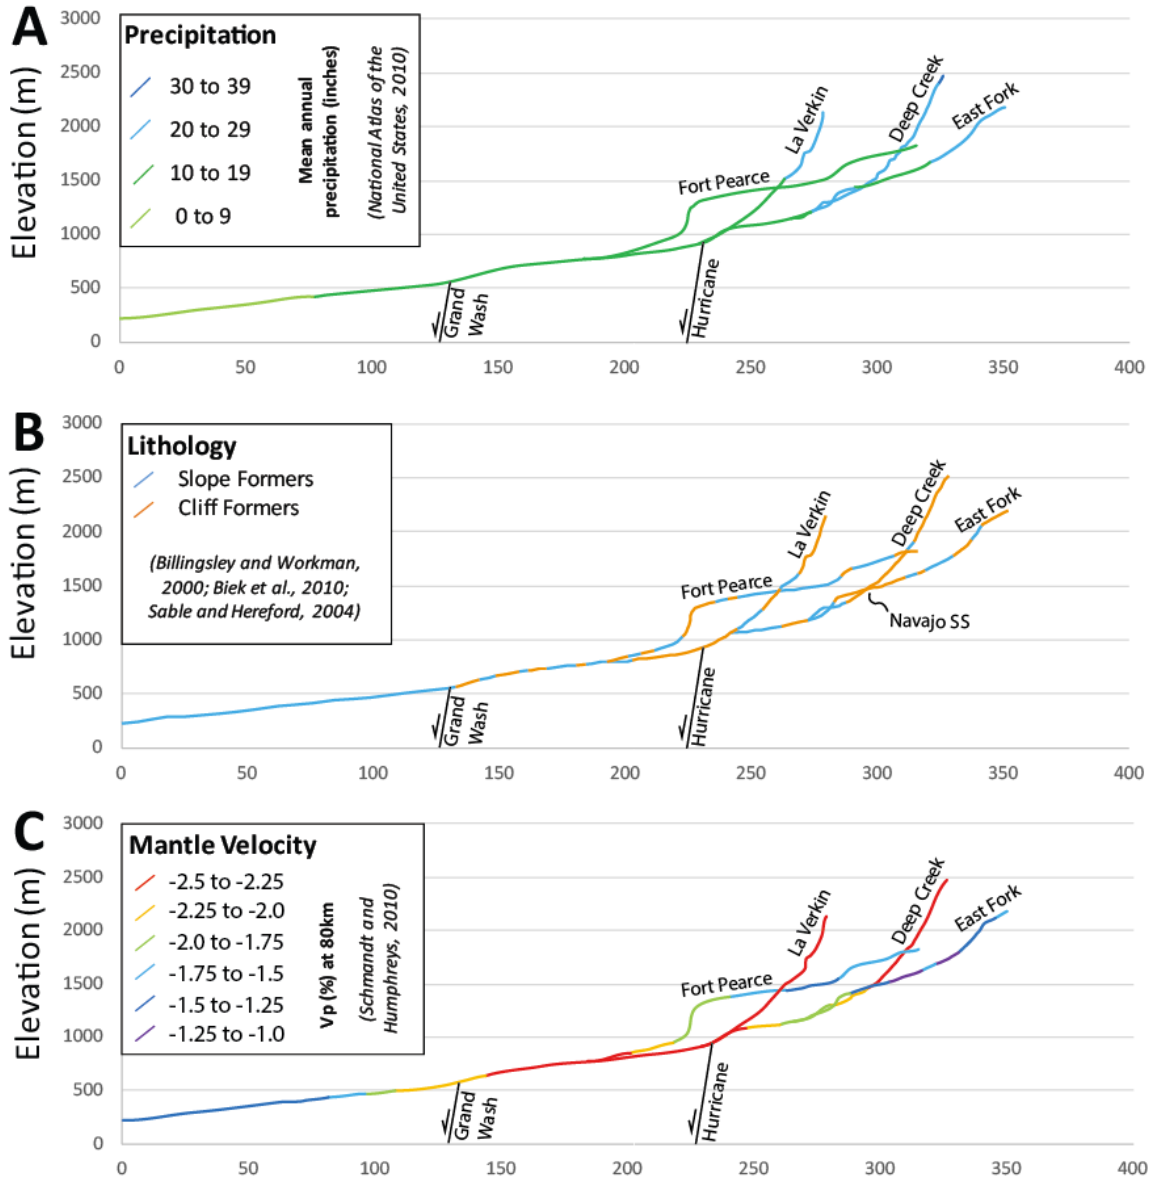 A
Elevation (m)
3000
2500
2000
1500
1000
500
0
Precipitation
30 to 39
20 to 29
10 to 19
0 to 9
Mean annual
precipitation (inches)
(National Atlas of the
United States, 2010)
La Verkin
Deep Creek
East Fork
Fort Pearce
Grand
Wash
Hurricane
0 50 100 150 200 250 300 350 400
B
Elevation (m)
3000
2500
2000
1500
1000
500
0
Lithology
Slope Formers
Cliff Formers
(Billingsley and Workman,
2000; Biek et al., 2010;
Sable and Hereford, 2004)
La Verkin
Deep Creek
East Fork
Fort Pearce
Navajo SS
Grand
Wash
Hurricane
0 50 100 150 200 250 300 350 400
C
Elevation (m)
3000
2500
2000
1500
1000
500
0
Mantle Velocity
-2.5 to -2.25
-2.25 to -2.0
-2.0 to -1.75
-1.75 to -1.5
-1.5 to -1.25
-1.25 to -1.0
Vp (%) at 80km
(Schmandt and
Humphreys, 2010)
La Verkin
Deep Creek
East Fork
Fort Pearce
Grand
Wash
Hurricane
0 50 100 150 200 250 300 350 400